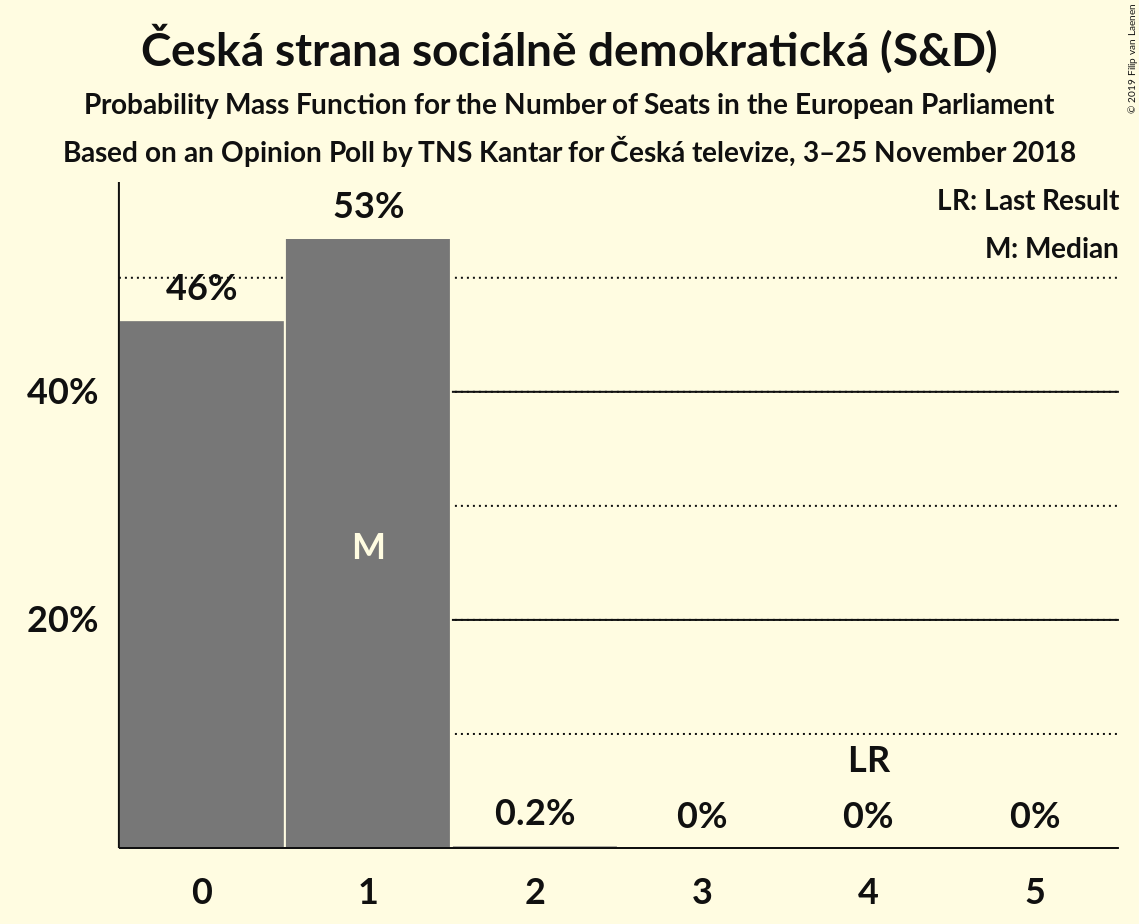 Česká strana sociálně demokratická (S&D)
Probability Mass Function for the Number of Seats in the European Parliament
Based on an Opinion Poll by TNS Kantar for Česká televize, 3–25 November 2018
© 2019 Filip van Laenen
LR: Last Result
M: Median
53%
46%
40%
M
20%
LR
0.2%
0%
0%
0%
0
1
2
3
4
5